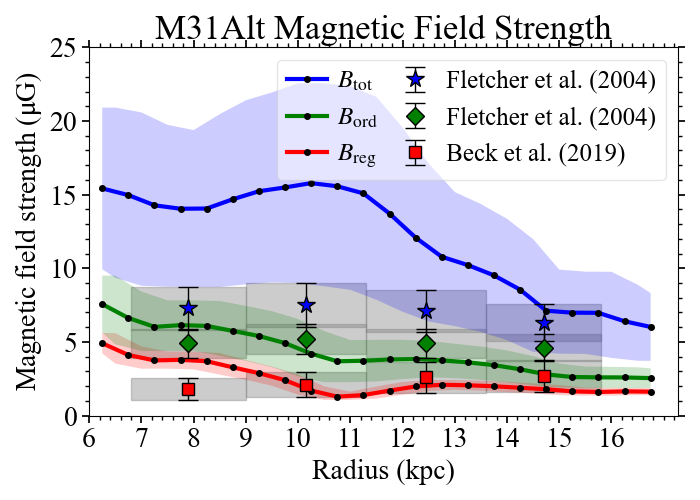 M31Alt Magnetic Field Strength
Magnetic field strength (μG)
25
20
15
10
5
0
B_tot
B_ord
B_reg
Fletcher et al. (2004)
Fletcher et al. (2004)
Beck et al. (2019)
6 7 8 9 10 11 12 13 14 15 16
Radius (kpc)